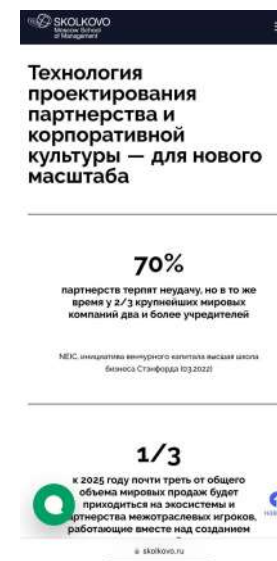 SKOLKOVO
Moscow School
of Management
Технология
проектирования
партнерства и
корпоративной
культуры — для нового
масштаба
70%
партнерств терпят неудачу, но в то же
время у 2/3 крупнейших мировых
компаний два и более учредителей
NEIC, инициатива венчурного капитала высшая школа
бизнеса Стэнфорда (03.2022)
1/3
к 2025 году почти треть от общего
объема мировых продаж будет
приходиться на экосистемы и
партнерства межотраслевых игроков,
работающие вместе над созданием
skolkovo.ru